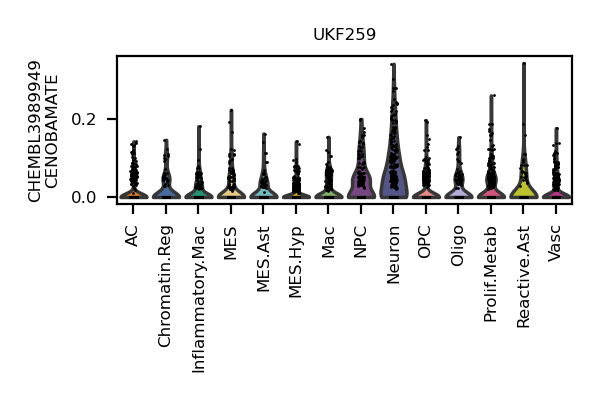 UKF259
CHEMBL3989949
CENOBAMATE
0.2
0.0
AC
Chromatin.Reg
Inflammatory.Mac
MES
MES.Ast
MES.Hyp
Mac
NPC
Neuron
OPC
Oligo
Prolif.Metab
Reactive.Ast
Vasc